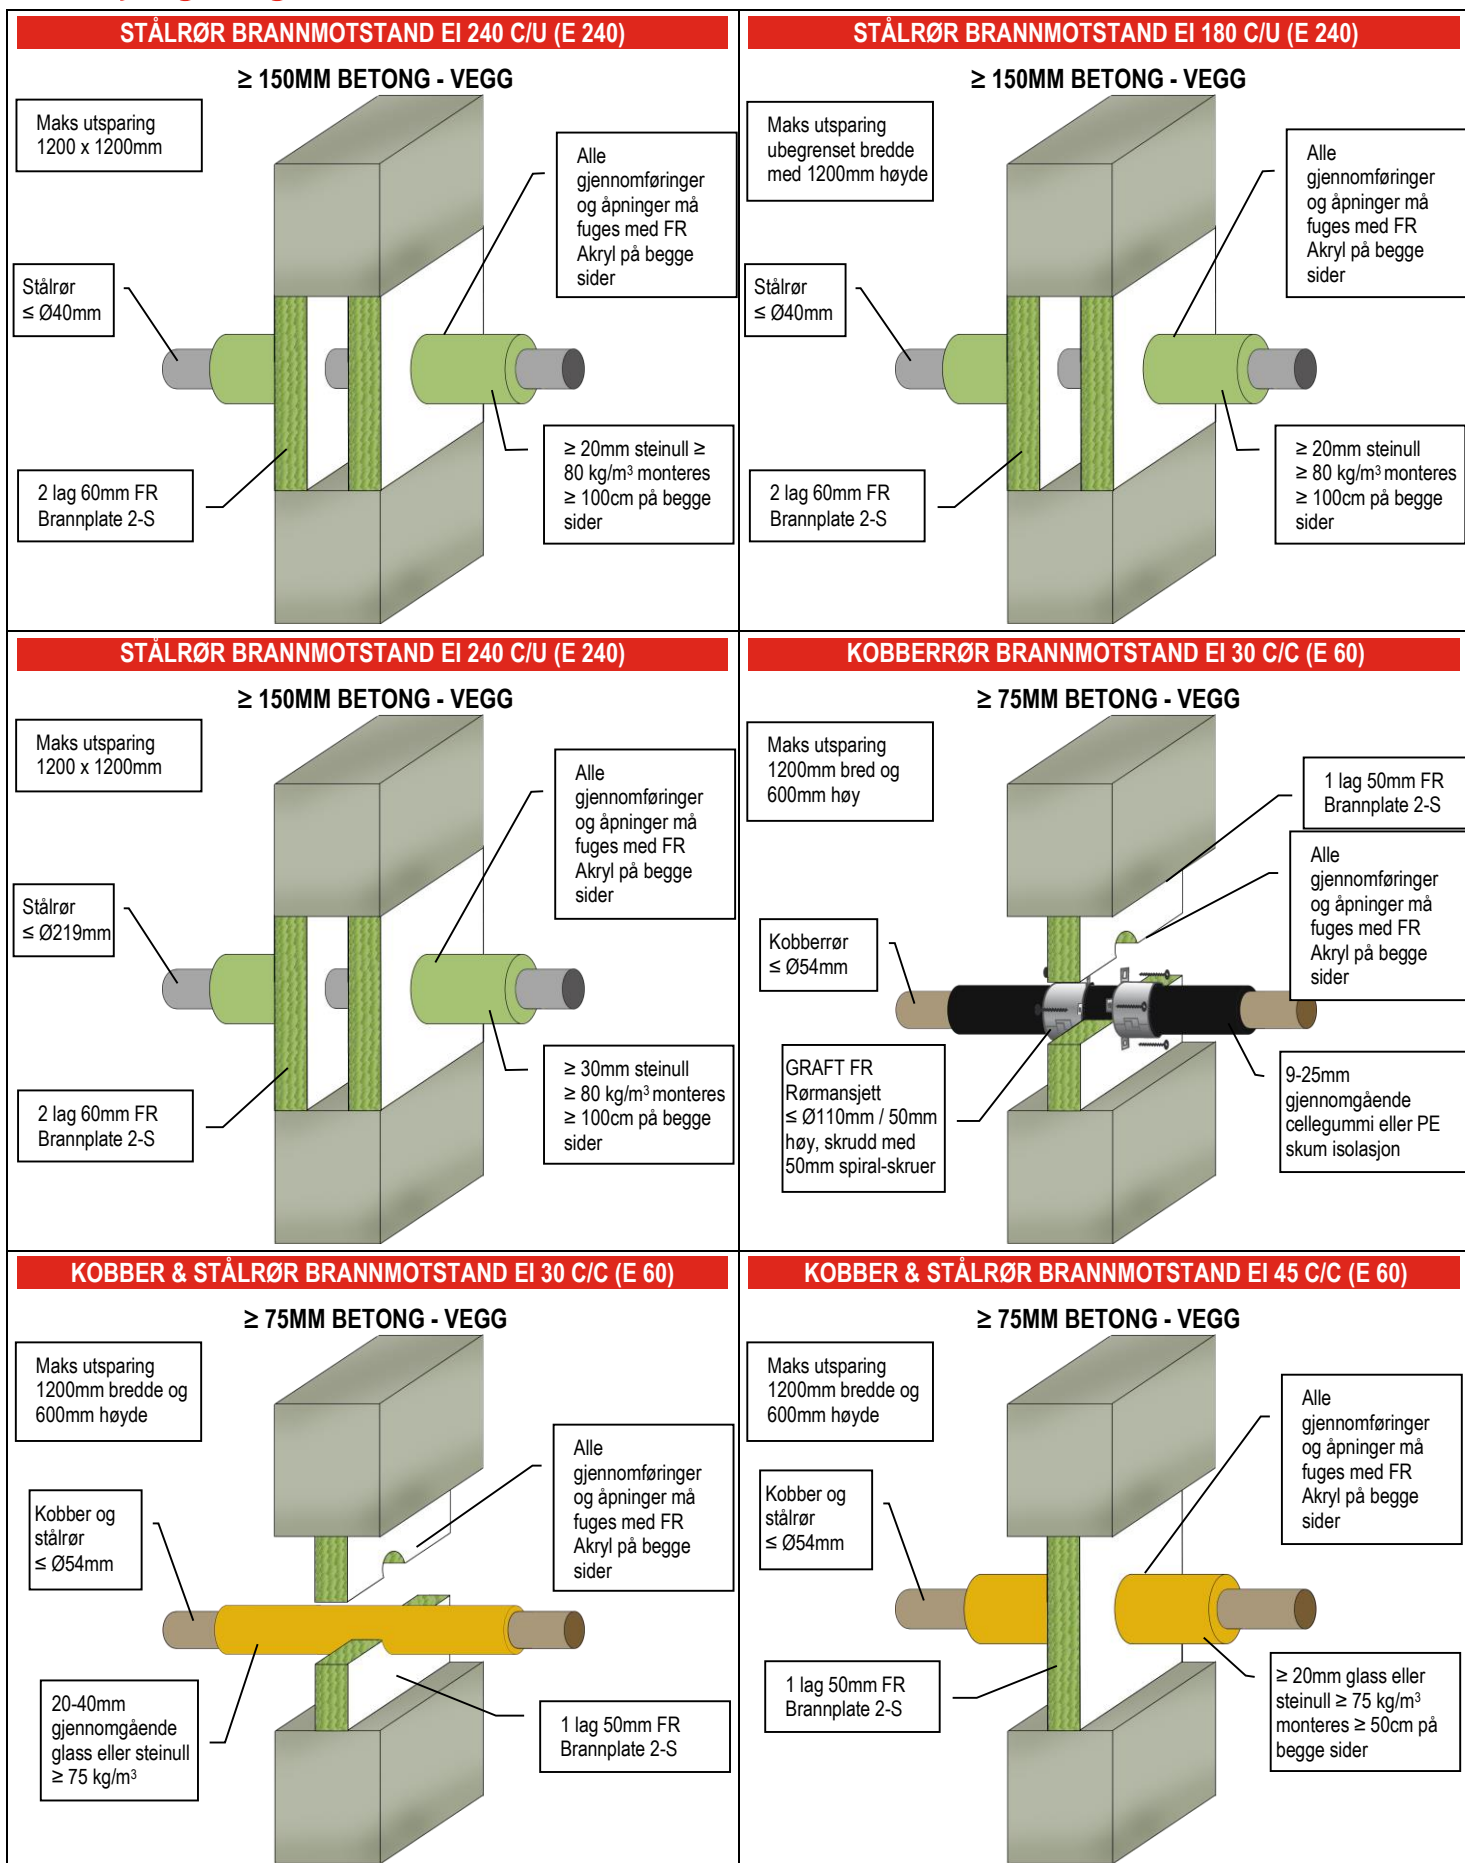 STÅLRØR BRANNMOTSTAND EI 240 C/U (E 240)
≥ 150MM BETONG - VEGG
Maks utsparing
1200 x 1200mm
Alle
gjennomføringer
og åpninger må
fuges med FR
Akryl på begge
sider
Stålrør
≤ Ø40mm
2 lag 60mm FR
Brannplate 2-S
≥ 20mm steinull ≥
80 kg/m³ monteres
≥ 100cm på begge
sider
STÅLRØR BRANNMOTSTAND EI 180 C/U (E 240)
≥ 150MM BETONG - VEGG
Maks utsparing
ubegrenset bredde
med 1200mm høyde
Alle
gjennomføringer
og åpninger må
fuges med FR
Akryl på begge
sider
Stålrør
≤ Ø40mm
2 lag 60mm FR
Brannplate 2-S
≥ 20mm steinull
≥ 80 kg/m³ monteres
≥ 100cm på begge
sider
STÅLRØR BRANNMOTSTAND EI 240 C/U (E 240)
≥ 150MM BETONG - VEGG
Maks utsparing
1200 x 1200mm
Alle
gjennomføringer
og åpninger må
fuges med FR
Akryl på begge
sider
Stålrør
≤ Ø219mm
2 lag 60mm FR
Brannplate 2-S
≥ 30mm steinull
≥ 80 kg/m³ monteres
≥ 100cm på begge
sider
KOBBERRØR BRANNMOTSTAND EI 30 C/C (E 60)
≥ 75MM BETONG - VEGG
Maks utsparing
1200mm bred og
600mm høy
1 lag 50mm FR
Brannplate 2-S
Alle
gjennomføringer
og åpninger må
fuges med FR
Akryl på begge
sider
Kobberrør
≤ Ø54mm
GRAFT FR
Rørmansjett
≤ Ø110mm / 50mm
høy, skrudd med
50mm spiral-skruer
9-25mm
gjennomgående
cellegummi eller PE
skum isolasjon
KOBBER & STÅLRØR BRANNMOTSTAND EI 30 C/C (E 60)
≥ 75MM BETONG - VEGG
Maks utsparing
1200mm bredde og
600mm høyde
Alle
gjennomføringer
og åpninger må
fuges med FR
Akryl på begge
sider
Kobber og
stålrør
≤ Ø54mm
20-40mm
gjennomgående
glass eller steinull
≥ 75 kg/m³
1 lag 50mm FR
Brannplate 2-S
KOBBER & STÅLRØR BRANNMOTSTAND EI 45 C/C (E 60)
≥ 75MM BETONG - VEGG
Maks utsparing
1200mm bredde og
600mm høyde
Alle
gjennomføringer
og åpninger må
fuges med FR
Akryl på begge
sider
Kobber og
stålrør
≤ Ø54mm
1 lag 50mm FR
Brannplate 2-S
≥ 20mm glass eller
steinull ≥ 75 kg/m³
monteres ≥ 50cm på
begge sider